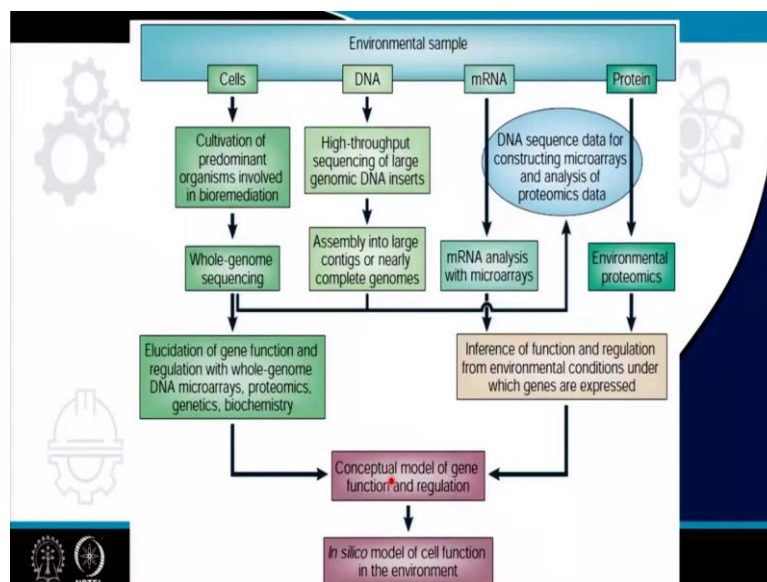 Environmental sample
Cells
DNA
mRNA
Protein
Cultivation of
predominant
organisms involved
in bioremediation
High-throughput
sequencing of large
genomic DNA inserts
DNA sequence data for
constructing microarrays
and analysis of
proteomics data
Whole-genome
sequencing
Assembly into large
contigs or nearly
complete genomes
mRNA analysis
with microarrays
Environmental
proteomics
Elucidation of gene function and
regulation with whole-genome
DNA microarrays, proteomics,
genetics, biochemistry
Inference of function and regulation
from environmental conditions under
which genes are expressed
Conceptual model of gene
function and regulation
In silico model of cell function
in the environment